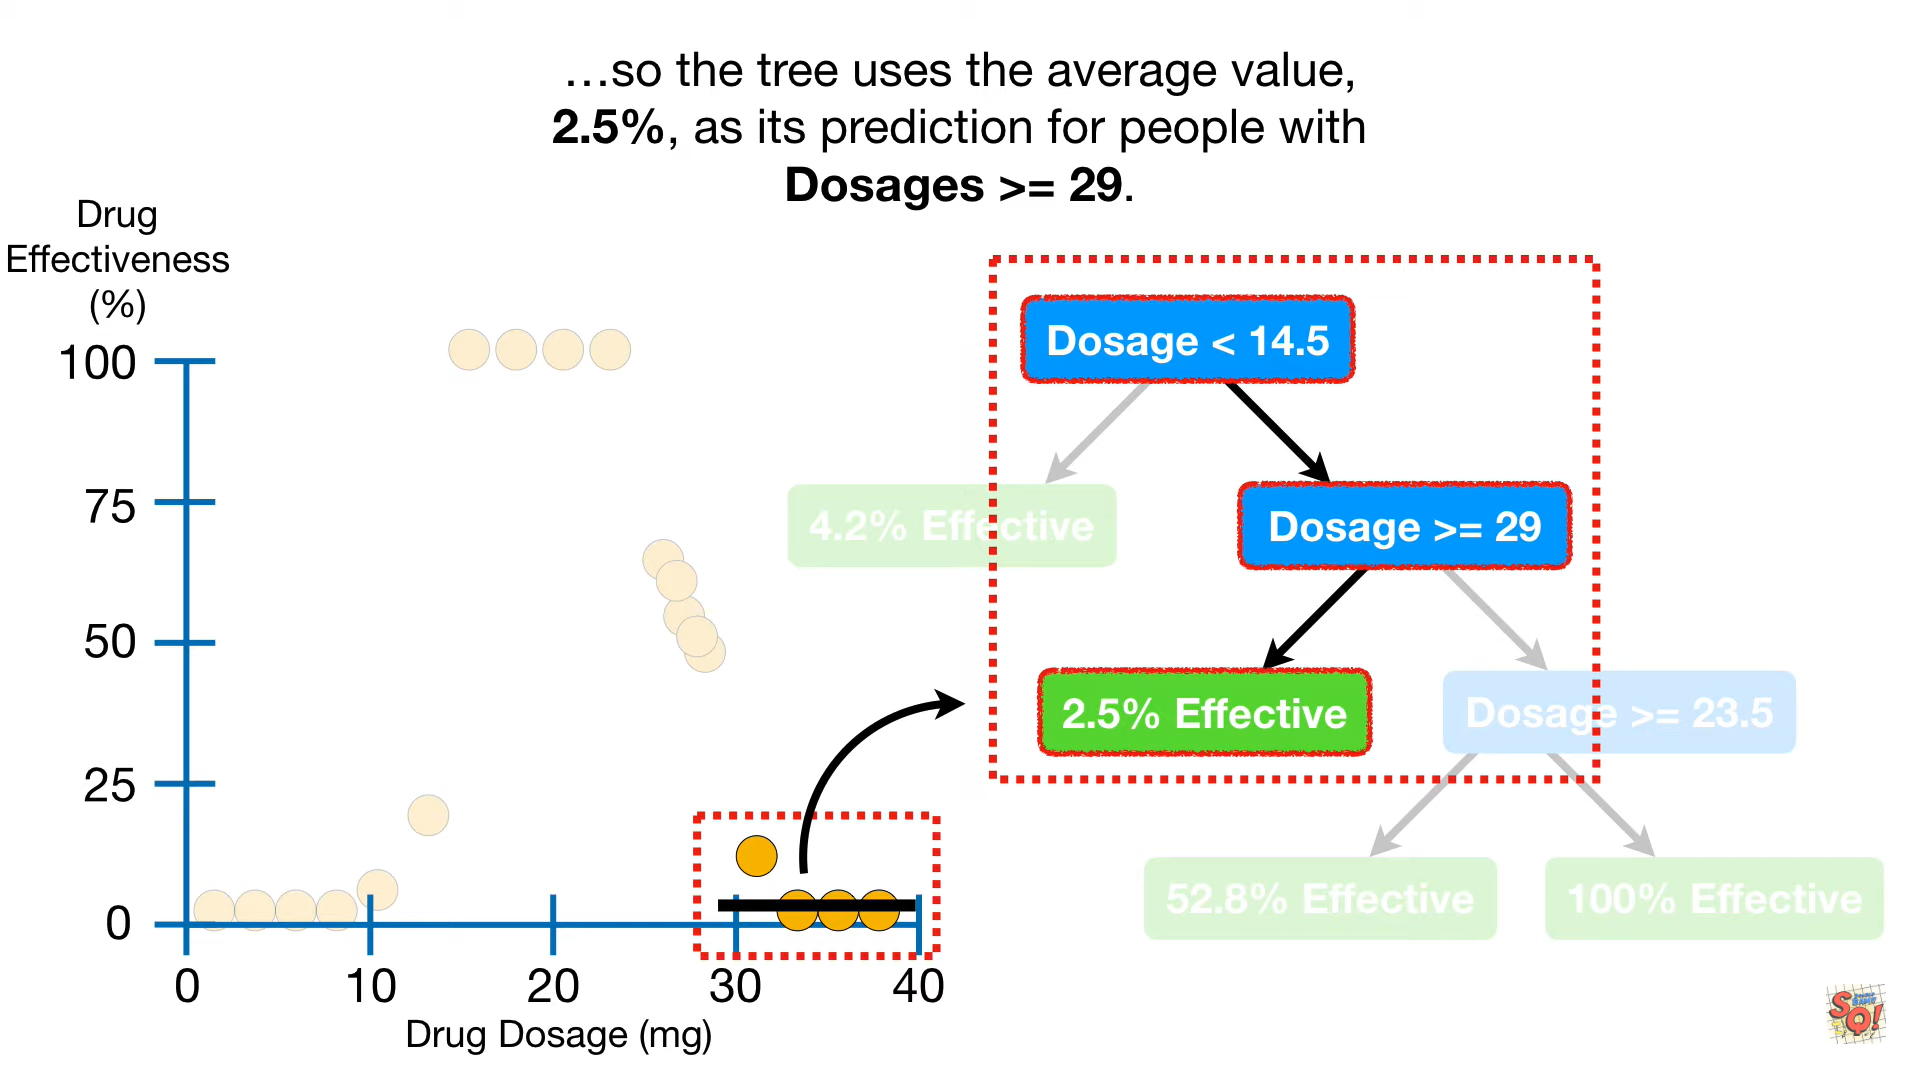 …so the tree uses the average value,
2.5%, as its prediction for people with
Dosages >= 29.
Drug
Effectiveness
(%)
100
75
50
25
0
0
10
20
30
40
Drug Dosage (mg)
Dosage < 14.5
4.2% Effective
Dosage >= 29
2.5% Effective
Dosage >= 23.5
52.8% Effective
100% Effective
SQ!